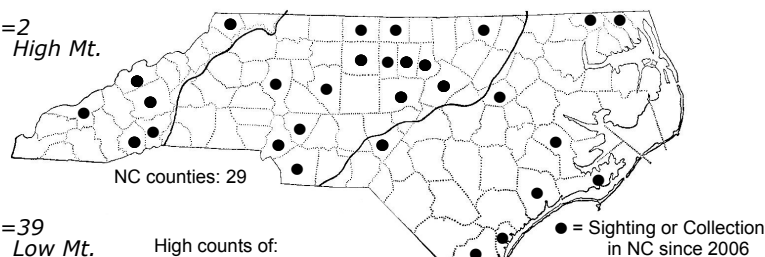 =2
High Mt.
NC counties: 29
=39
Low Mt.
High counts of:
● = Sighting or Collection
in NC since 2006